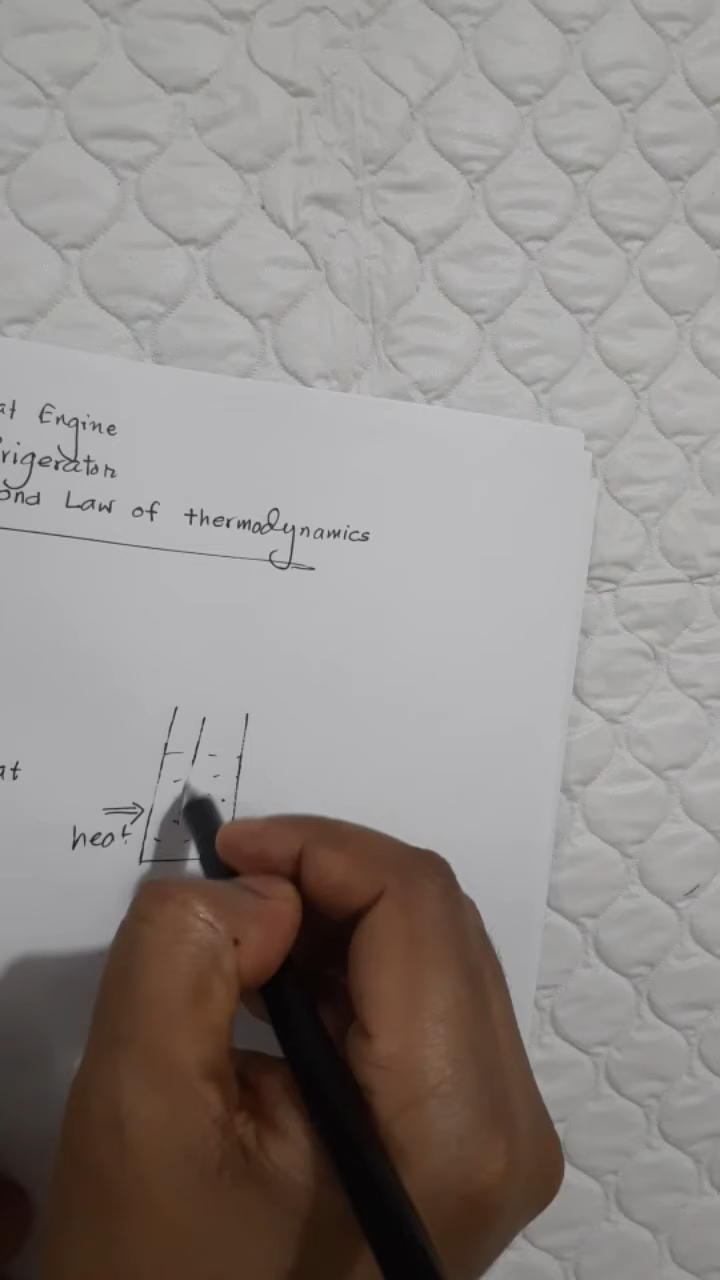 at Engine
rigerator
ond Law of thermodynamics
at
heat